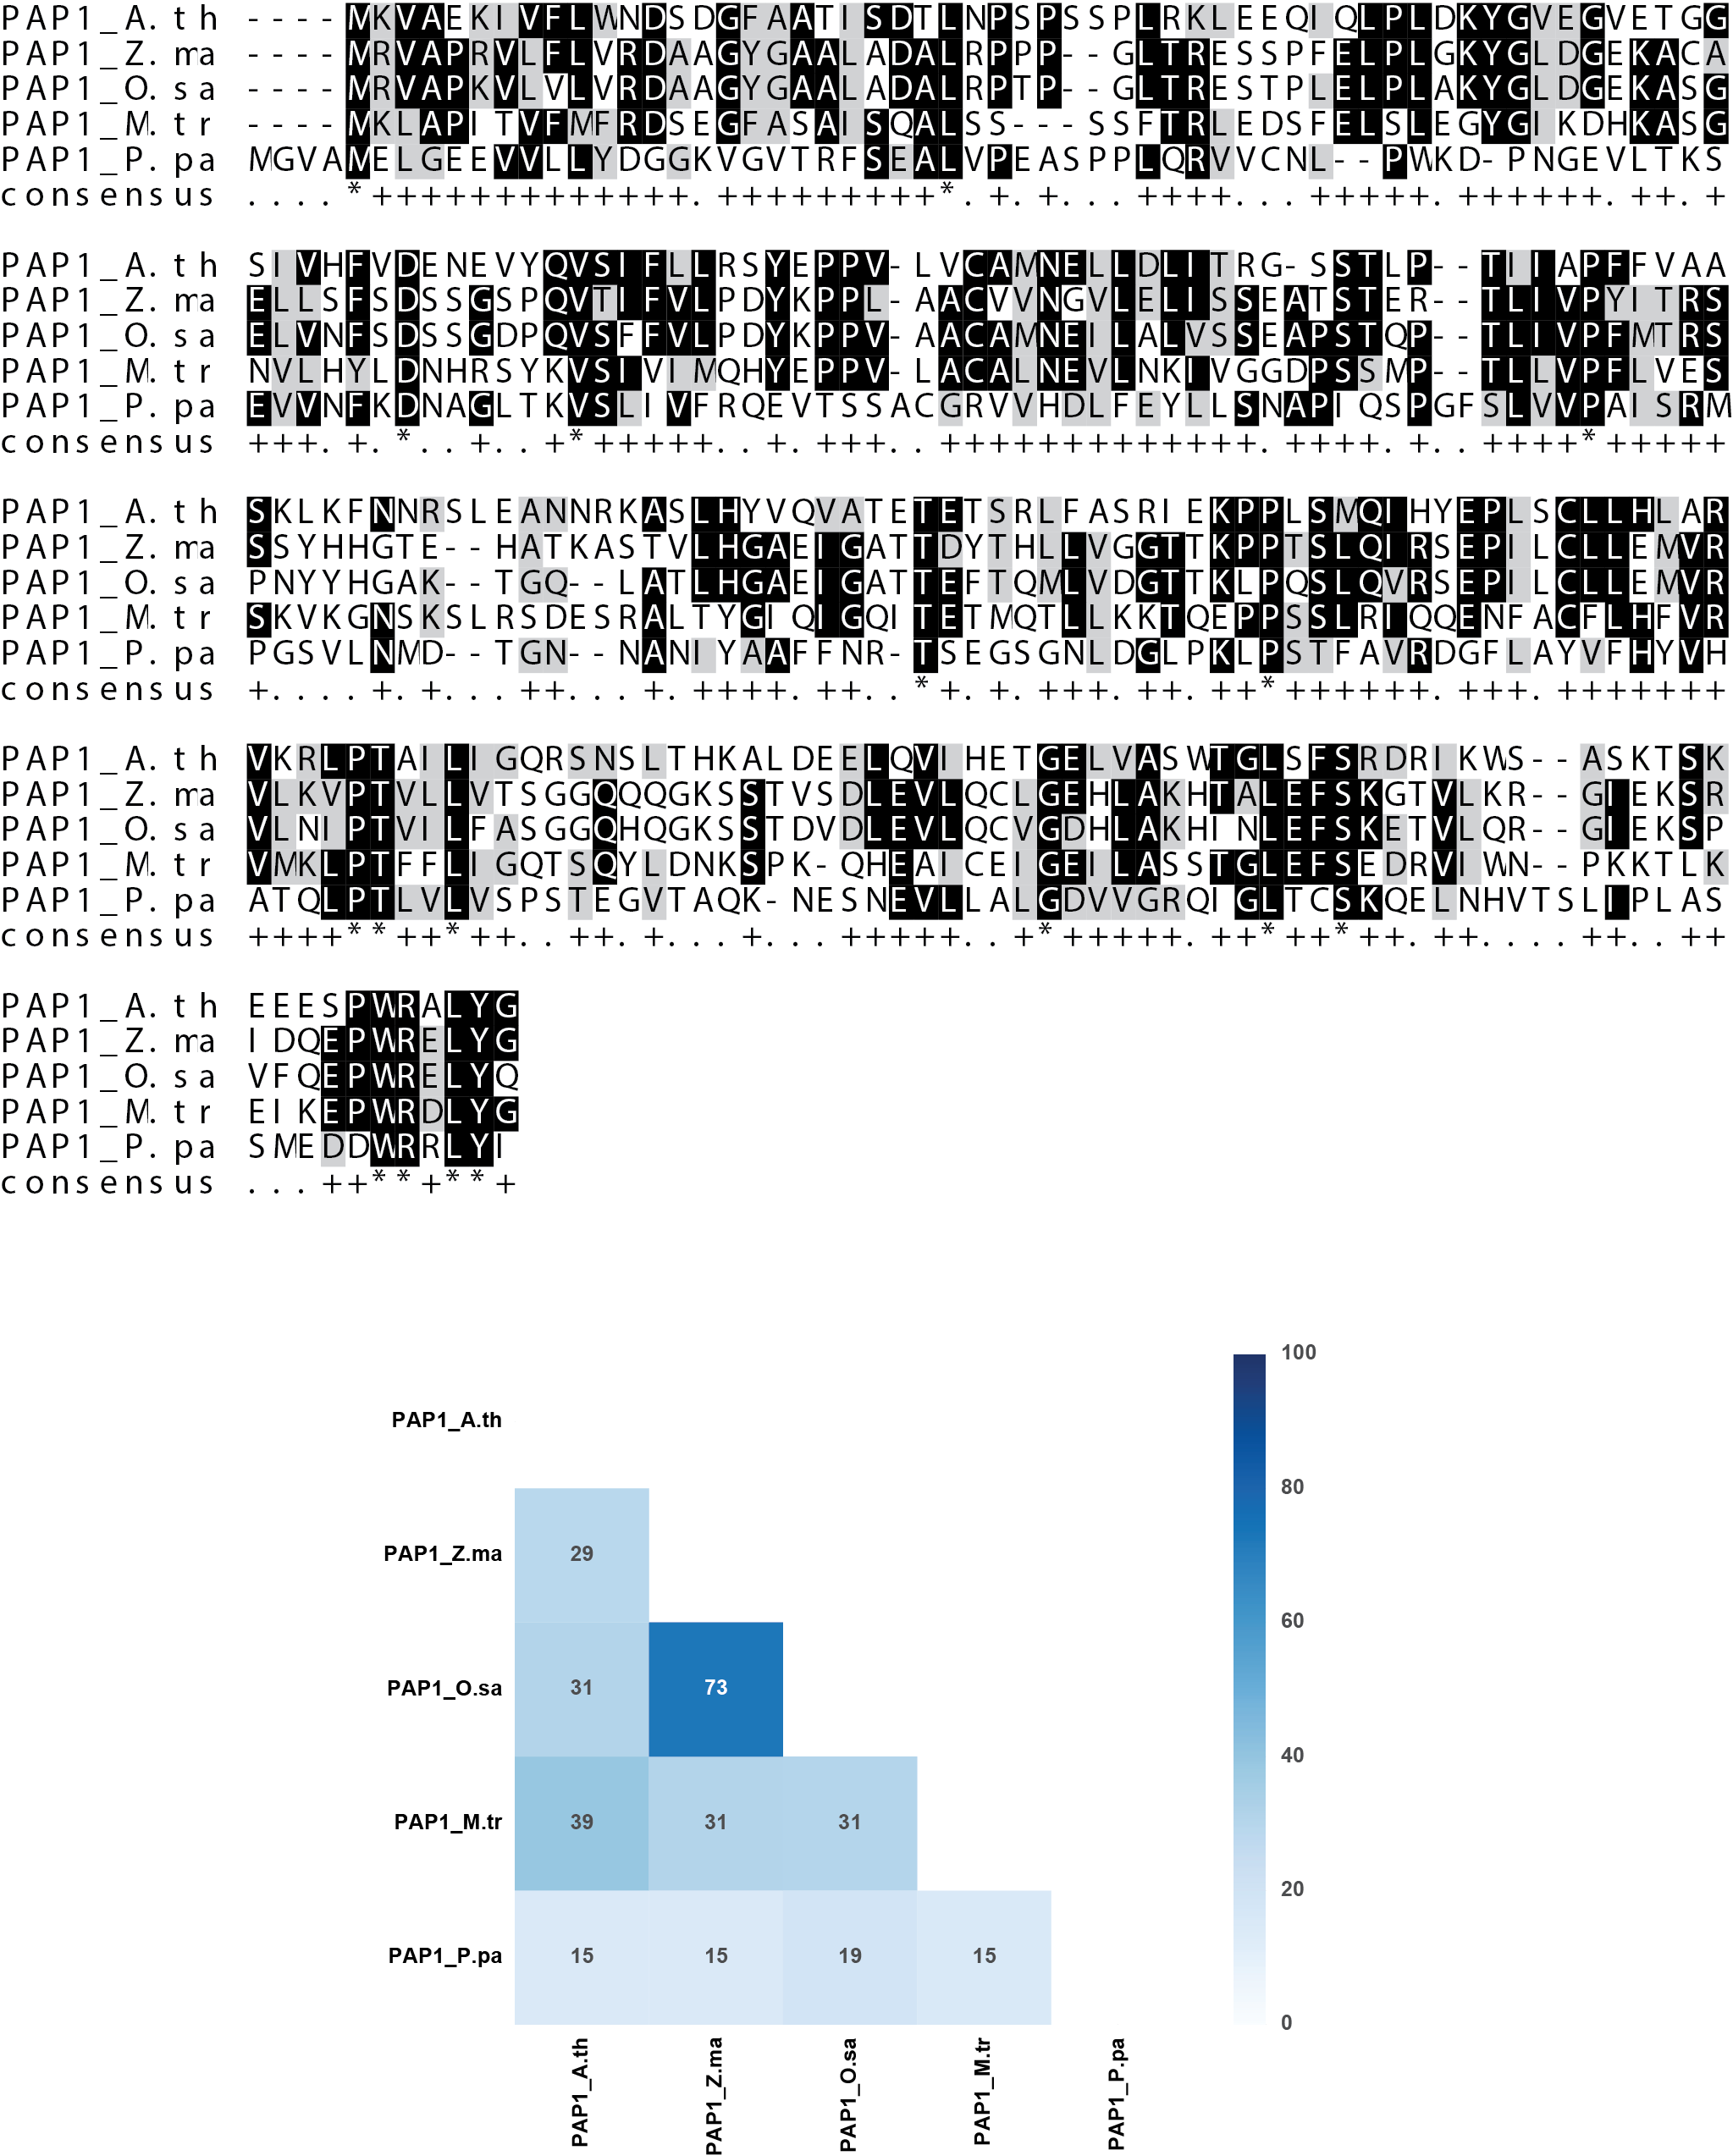 PAP1_A.th ----MKVAEKIVFLWNDSDGFAATISDTLNPSPSSPLRKLEEQIQLPLDKYGVEGVETGG
PAP1_Z.ma ----MRVAPRVLFLVRDAAGYGAALADALRPPP--GLTRESSPFELPLGKYGLDGEKACA
PAP1_O.sa ----MRVAPKVLVLVRDAAGYGAALADALRPTP--GLTRESTPLELPLAKYGLDGEKASG
PAP1_M.tr ----MKLAPITVFMFRDSEGFASAISQALSS---SSFTRLEDSFELSLEGYGIKDHKASG
PAP1_P.pa MGVAMELGEEVVLLYDGGKVGVTRFSEALVPEASPPLQRVVCNL--PWKD-PNGEVLTKS
consensus ....*+++++++++++++.+++++++++*.+.+...++++...+++++.++++++.++.+
PAP1_A.th SIVHFVDENEVYQVSIFLLRSYEPPV-LVCAMNELLDLITRG-SSTLP--TLIAPFFVAA
PAP1_Z.ma ELLSFSDSSGSPQVTIFVLPDYKPPL-AACVVNGVLELISSEATSTER--TLIVPYITRS
PAP1_O.sa ELVNFSDSSGDPQVSFFVLPDYKPPV-AACAMNEILALVSSEAPSTQP--TLIVPFMTRS
PAP1_M.tr NVLHYLDNHRSYKVSIVIMQHYEPPV-LACALNEVLNKIVGGDPSSMP--TLLVPFLVES
PAP1_P.pa EVVNFKDNAGLTKVSLIVFRQEVTSSACGRVVHDLFEYLLSNAPIQSPGFSLVVPAISRM
consensus +++.+.*..+..+*+++++..+.+++..+++++++++++++.++++.+..++++*+++++
PAP1_A.th SKLKFNNRSLEANNRKASLHYVQVATETETSRLFASRIEKPPLSMQIHYEPLSCLLHLAR
PAP1_Z.ma SSYHHGTE--HATKASTVLHGAEIGATTDYTHLLVGGTTKPPTSLQIRSEPILCLLEMVR
PAP1_O.sa PNYYHGAK--TGQ--LATLHGAEIGATTEFTQMLVDGTTKLPQSLQVRSEPILCLLEMVR
PAP1_M.tr SKVKGNSKSLRSDESRALTYGIQIGQITETMQTLLKKTQEPPSSLRIQQENFACFLHFVR
PAP1_P.pa PGSVLNMD--TGN--NANIYAAFFNR-TSEGSGNLDGLPKLPSTFAVRDGFLAYVFHYVH
consensus +....+.+...++...+.++++.++..*+.+.+++.++.++*++++++.+++.+++++++
PAP1_A.th VKRLPTAILIGQRSNSLTHKALDEELQVIHETGELVASWTGLSFSRDRIKWS--ASKTSK
PAP1_Z.ma VLKVPTVLLVTSGGQQQGKSSTVSDLEVLQCLGEHLAKHTALEFSKGTVLKR--GIEKSR
PAP1_O.sa VLNIPTVILFASGGQHQGKSSTDVDLEVLQCVGDHLAKHINLEFSKETVLQR--GIEKSP
PAP1_M.tr VMKLPTFFLIGQTSQYLDNKSPK-QHEAICEIGEILASSTGLEFSEDRVIWN--PKKTLK
PAP1_P.pa ATQLPTLVLVSPSTEGVTAQK-NESNEVLLALGDVVGRQIGLTCSKQELNHVTSLIPLAS
consensus ++++**++*++..++.+...+...+++++..+*+++++.++*++*++.++....++..++
PAP1_A.th EEESPWRALYG
PAP1_Z.ma IDQEPWRELYG
PAP1_O.sa VFQEPWRELYQ
PAP1_M.tr EIKEPWRDLYG
PAP1_P.pa SMEDDWRRLYI
consensus ...++**+**+
100
PAP1_A.th
80
PAP1_Z.ma 29
60
PAP1_O.sa 31 73
40
PAP1_M.tr 39 31 31
20
PAP1_P.pa 15 15 19 15
0
PAP1_A.th PAP1_Z.ma PAP1_O.sa PAP1_M.tr PAP1_P.pa